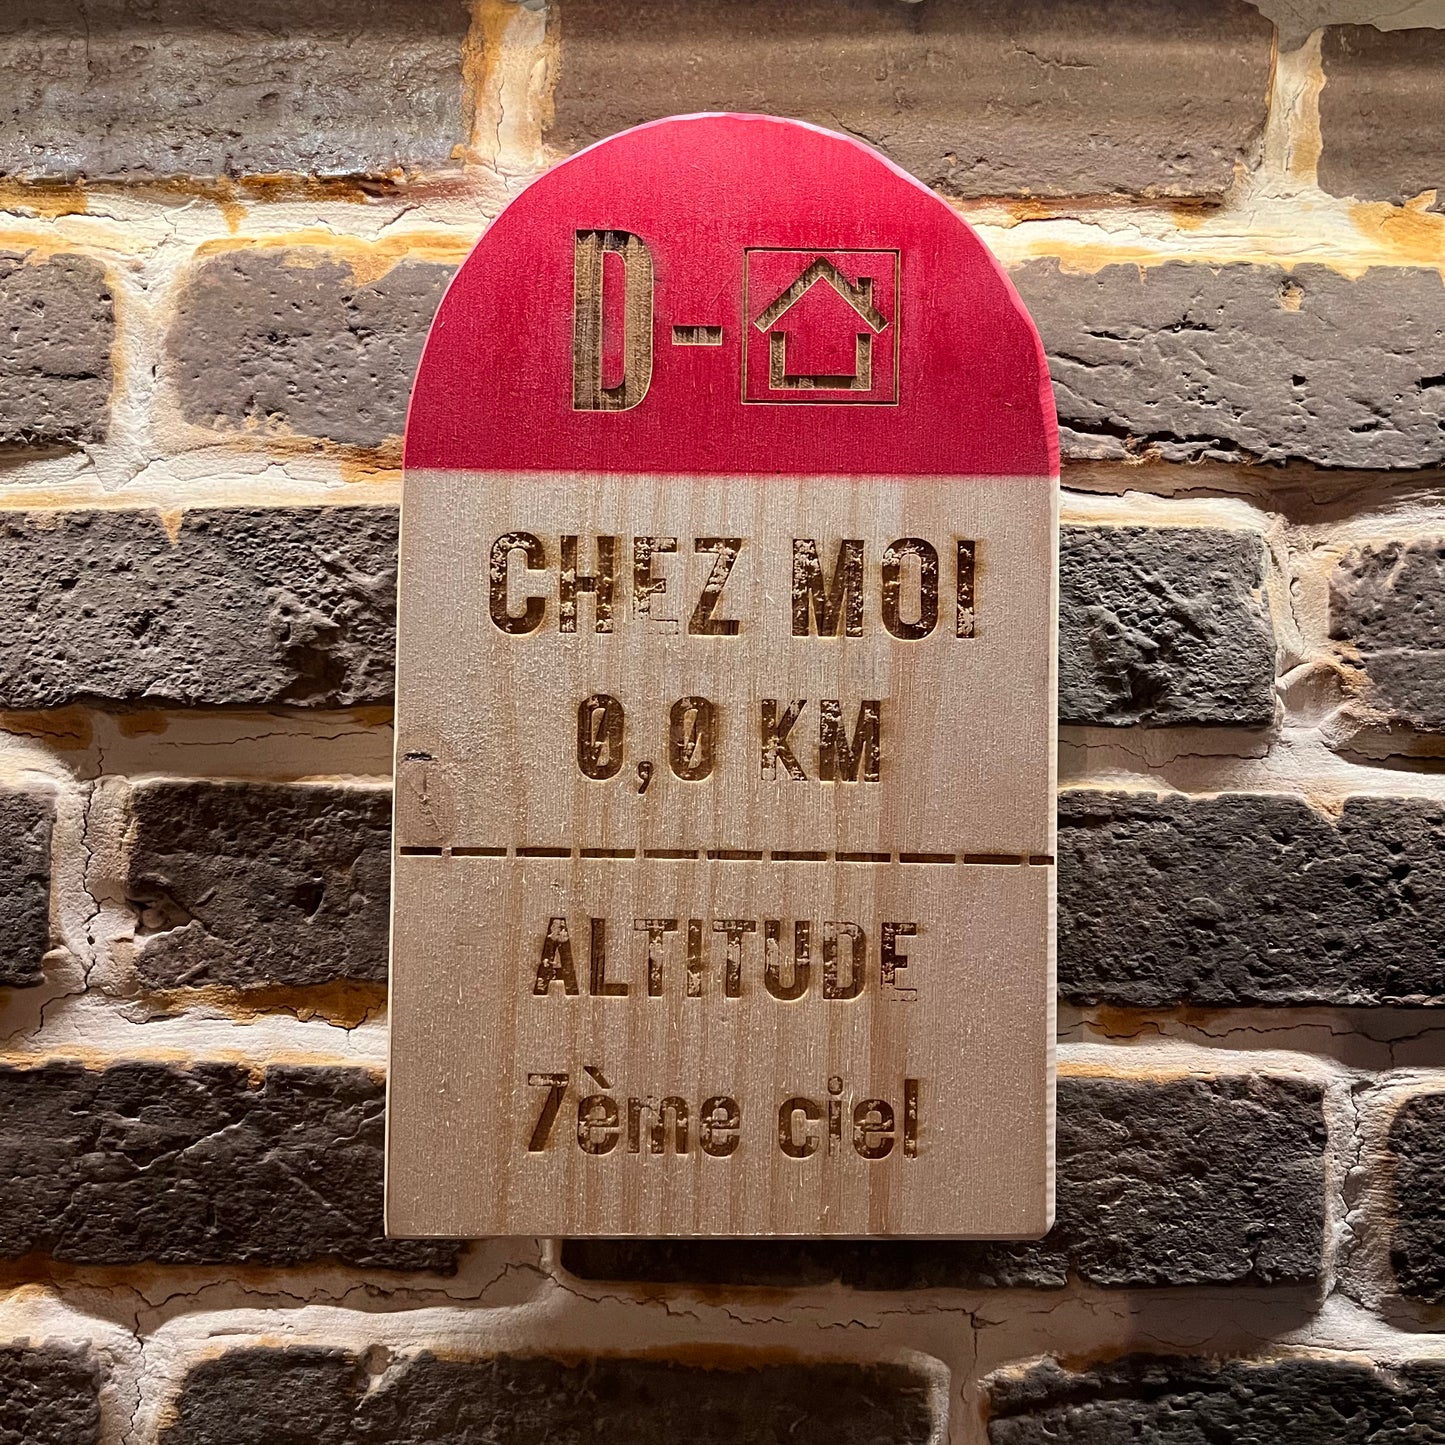 D-
CHEZ MOI
0,0 KM
ALTITUDE
7ème ciel